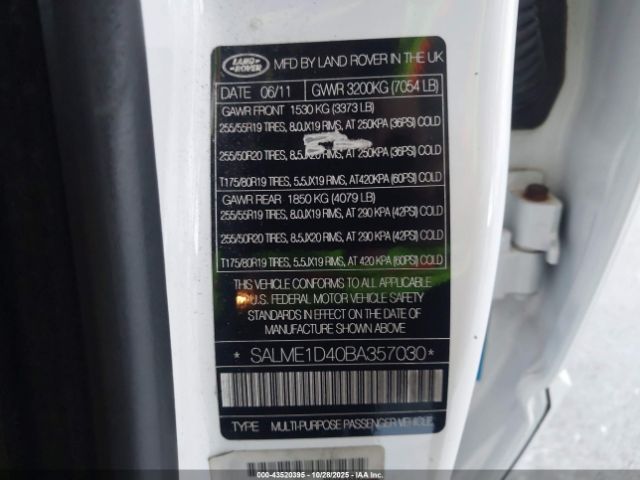 LAND ROVER
MFD BY LAND ROVER IN THE UK
DATE 06/11 GVWR 3200KG (7054 LB)
GAWR FRONT 1530 KG (3373 LB)
255/55R19 TIRES, 8.0JX19 RIMS, AT 250KPA (36PSI) COLD
255/50R20 TIRES, 8.5JX20 RIMS, AT 250KPA (36PSI) COLD
T175/80R19 TIRES, 5.5JX19 RIMS, AT420KPA (60PSI) COLD
GAWR REAR 1850 KG (4079 LB)
255/55R19 TIRES, 8.0JX19 RIMS, AT 290 KPA (42PSI) COLD
255/50R20 TIRES, 8.5JX20 RIMS, AT 290 KPA (42PSI) COLD
T175/80R19 TIRES, 5.5JX19 RIMS, AT 420 KPA (60PSI) COLD
THIS VEHICLE CONFORMS TO ALL APPLICABLE
U.S. FEDERAL MOTOR VEHICLE SAFETY
STANDARDS IN EFFECT ON THE DATE OF
MANUFACTURE SHOWN ABOVE.
* SALME1D40BA357030 *
TYPE MULTI-PURPOSE PASSENGER VEHICLE
00 - 43520395 - 10/28/2025 - Copyright © 2025 - IAA